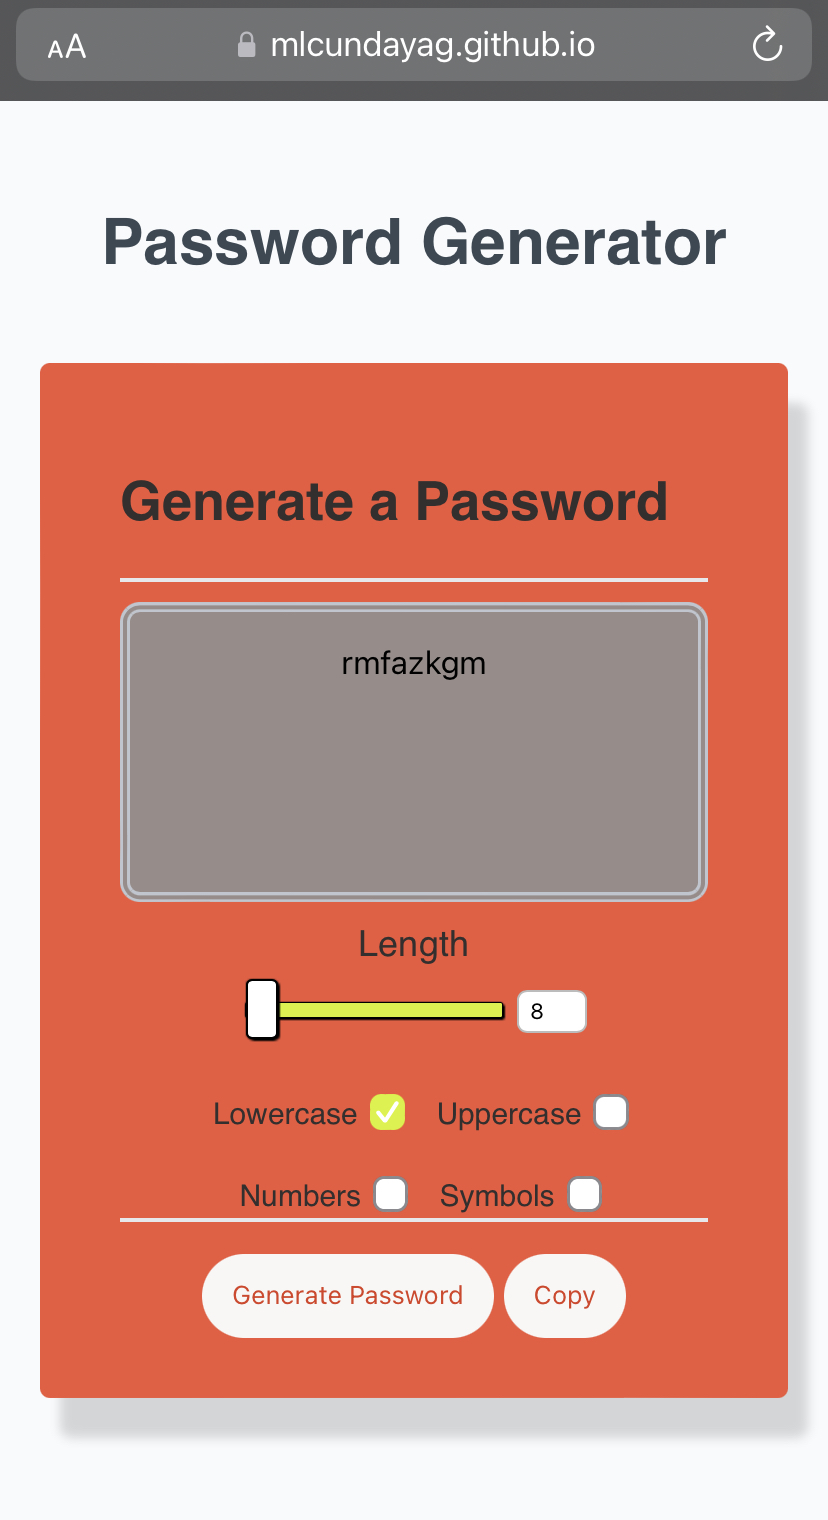 AA mlcundayag.github.io
Password Generator
Generate a Password
rmfazkgm
Length
8
Lowercase Uppercase
Numbers Symbols
Generate Password Copy